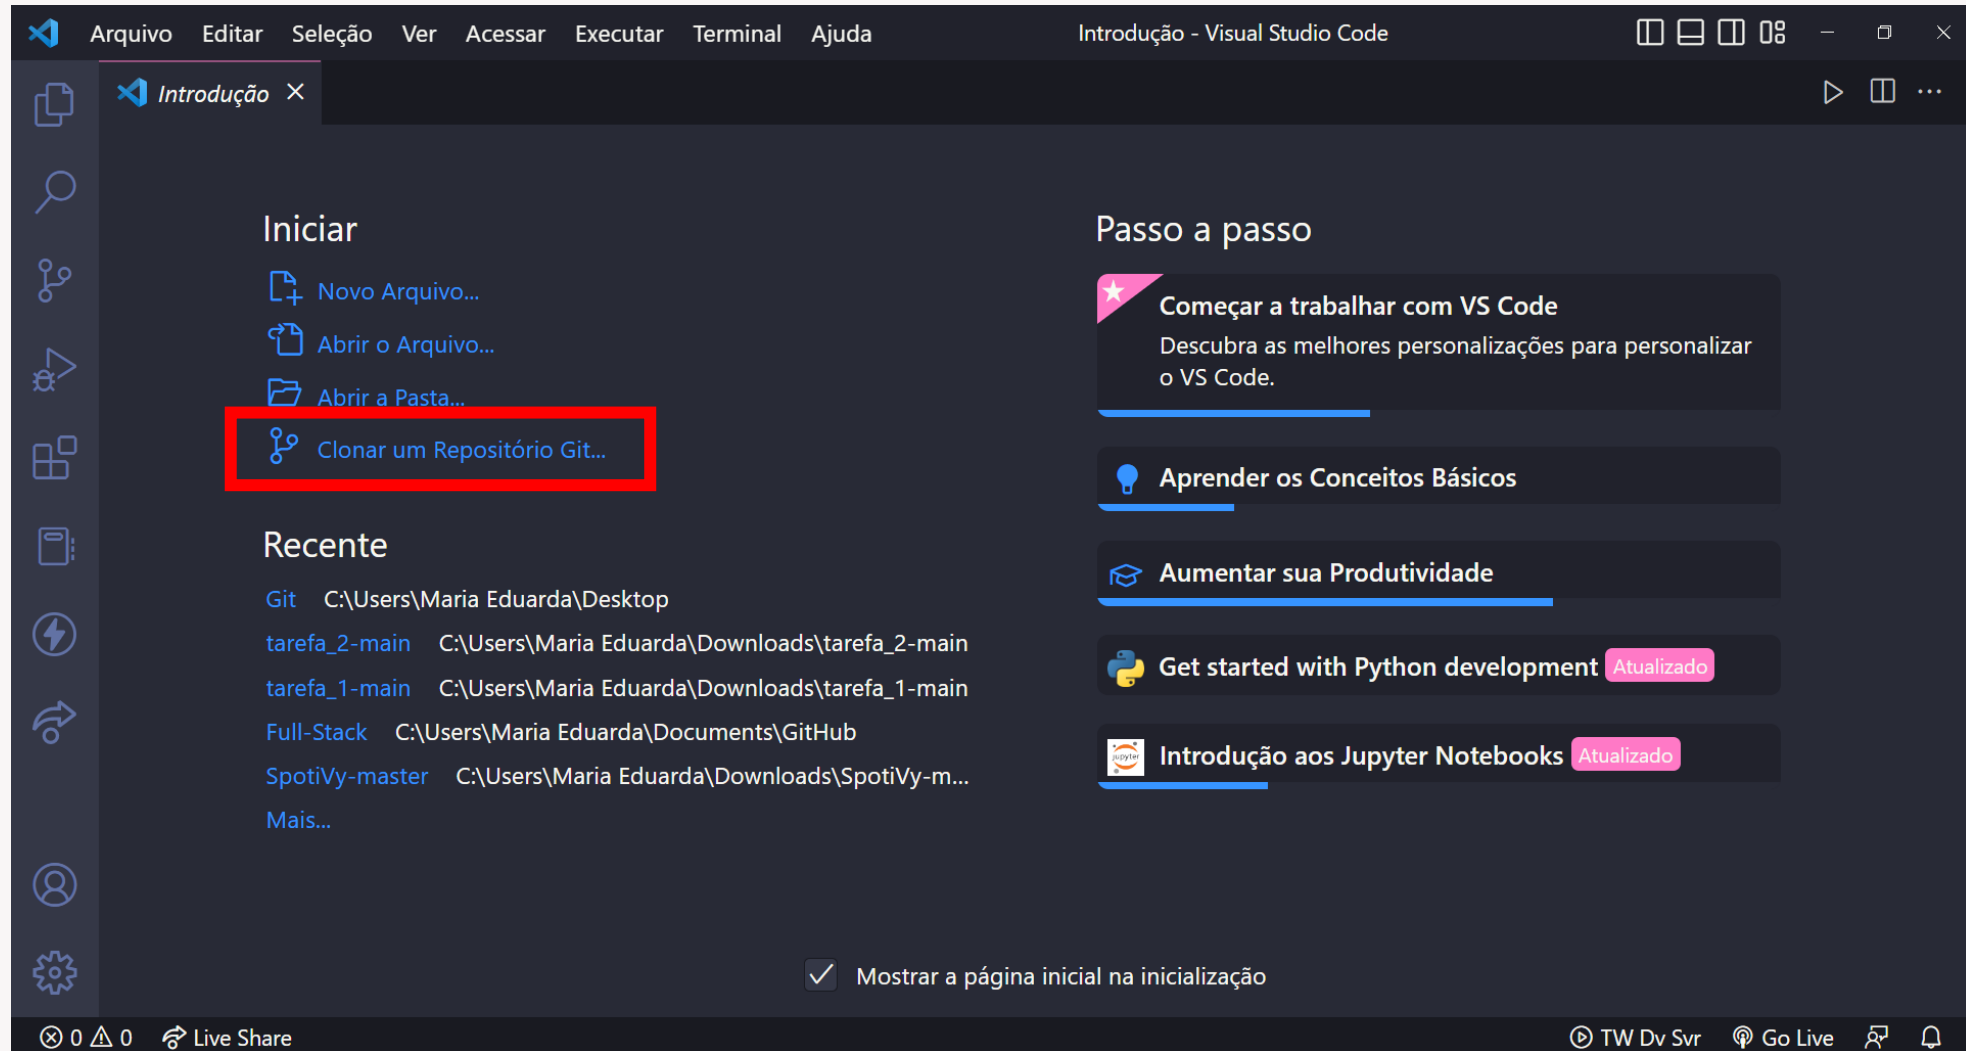 Arquivo Editar Seleção Ver Acessar Executar Terminal Ajuda Introdução - Visual Studio Code
Introdução
Iniciar
Novo Arquivo...
Abrir o Arquivo...
Abrir a Pasta...
Clonar um Repositório Git...
Recente
Git C:\Users\Maria Eduarda\Desktop
tarefa_2-main C:\Users\Maria Eduarda\Downloads\tarefa_2-main
tarefa_1-main C:\Users\Maria Eduarda\Downloads\tarefa_1-main
Full-Stack C:\Users\Maria Eduarda\Documents\GitHub
SpotiVy-master C:\Users\Maria Eduarda\Downloads\SpotiVy-m...
Mais...
Passo a passo
Começar a trabalhar com VS Code
Descubra as melhores personalizações para personalizar
o VS Code.
Aprender os Conceitos Básicos
Aumentar sua Produtividade
Get started with Python development Atualizado
jupyter
Introdução aos Jupyter Notebooks Atualizado
Mostrar a página inicial na inicialização
0 0 Live Share TW Dv Svr Go Live